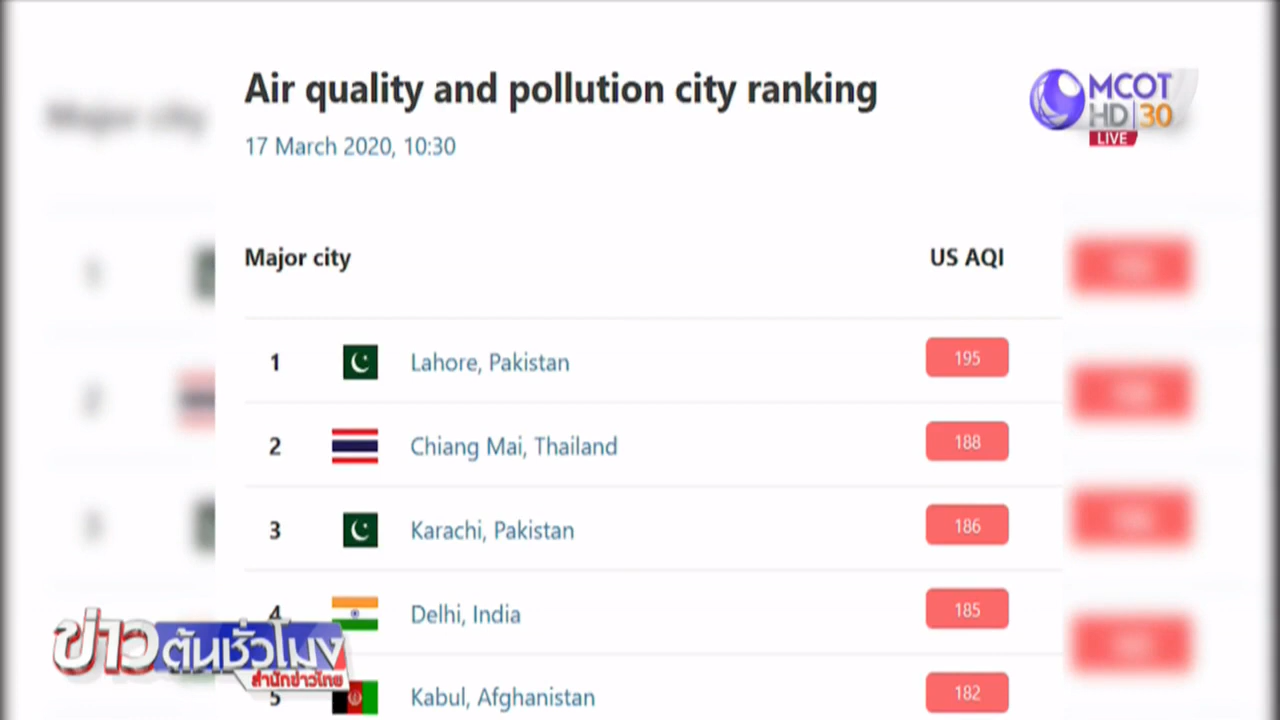 Air quality and pollution city ranking
17 March 2020, 10:30
MCOT
HD 30
LIVE
Major city
Major city US AQI
1 Lahore, Pakistan 195
2 Chiang Mai, Thailand 188
3 Karachi, Pakistan 186
4 Delhi, India 185
5 Kabul, Afghanistan 182
ข่าวต้นชั่วโมง
สำนักข่าวไทย